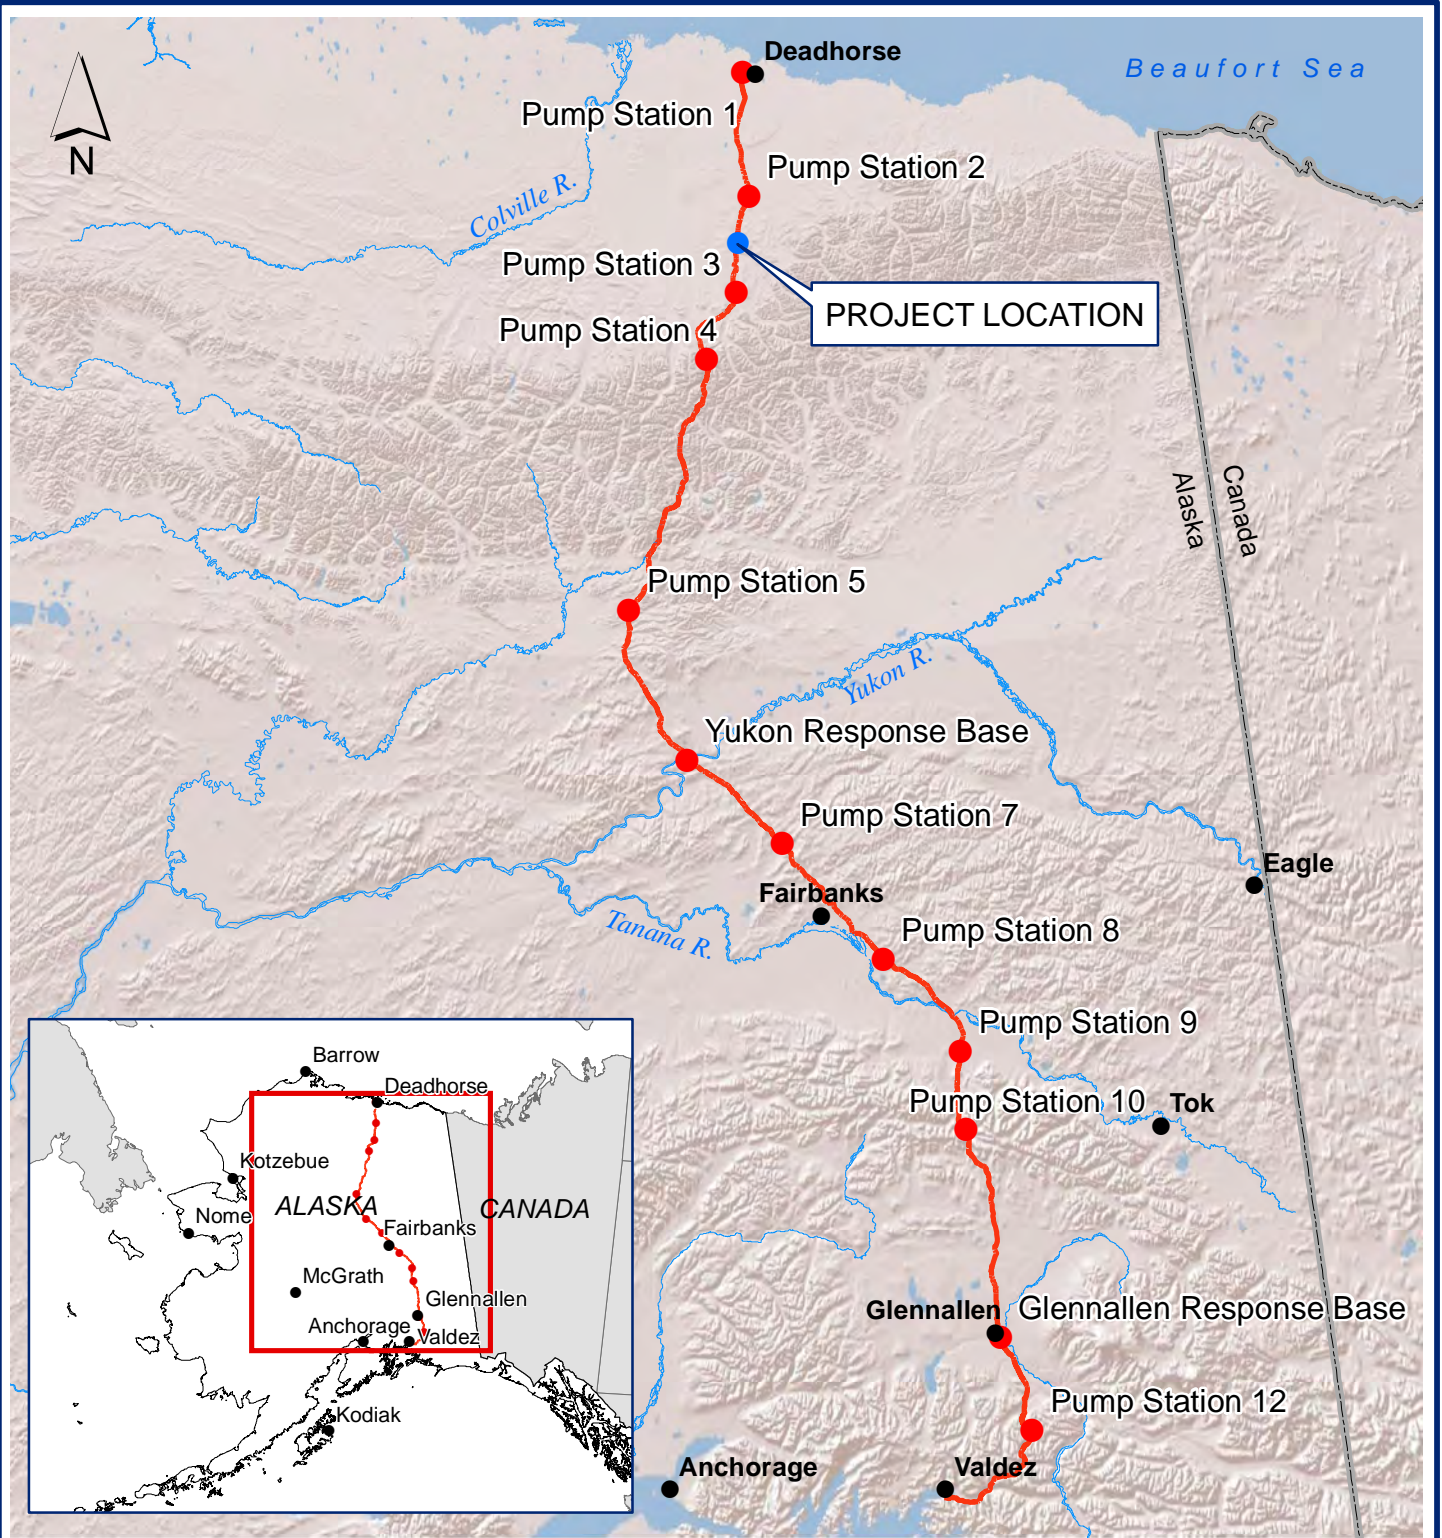 Deadhorse
Beaufort Sea
Pump Station 1
N
Pump Station 2
Colville R.
Pump Station 3
PROJECT LOCATION
Pump Station 4
Alaska
Canada
Pump Station 5
Yukon R.
Yukon Response Base
Pump Station 7
Eagle
Fairbanks
Tanana R.
Pump Station 8
Pump Station 9
Pump Station 10
Tok
Glennallen
Glennallen Response Base
Pump Station 12
Anchorage
Valdez
Barrow
Deadhorse
Kotzebue
ALASKA
CANADA
Nome
Fairbanks
McGrath
Glennallen
Anchorage
Valdez
Kodiak